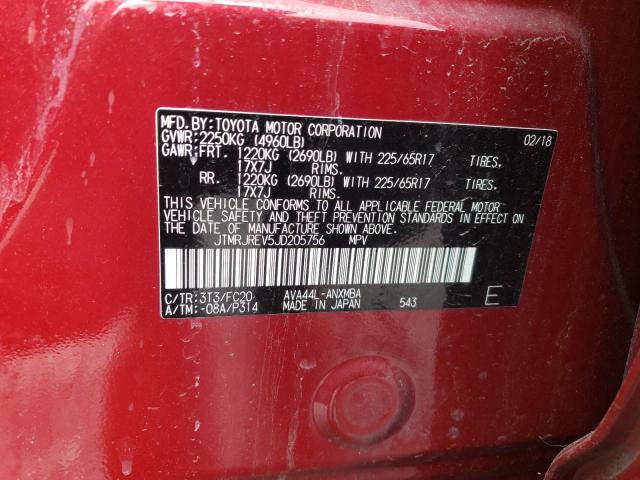 MFD.BY:TOYOTA MOTOR CORPORATION 02/18
GVWR:2250KG (4960LB)
GAWR:FRT. 1220KG (2690LB) WITH 225/65R17 TIRES,
17X7J RIMS.
RR. 1220KG (2690LB) WITH 225/65R17 TIRES,
17X7J RIMS.
THIS VEHICLE CONFORMS TO ALL APPLICABLE FEDERAL MOTOR
VEHICLE SAFETY AND THEFT PREVENTION STANDARDS IN EFFECT ON
THE DATE OF MANUFACTURE SHOWN ABOVE.
JTMRJREV5JD205756 MPV
C/TR:3T3/FC20 AVA44L-ANXMBA
A/TM:-08A/P314 MADE IN JAPAN 543 E